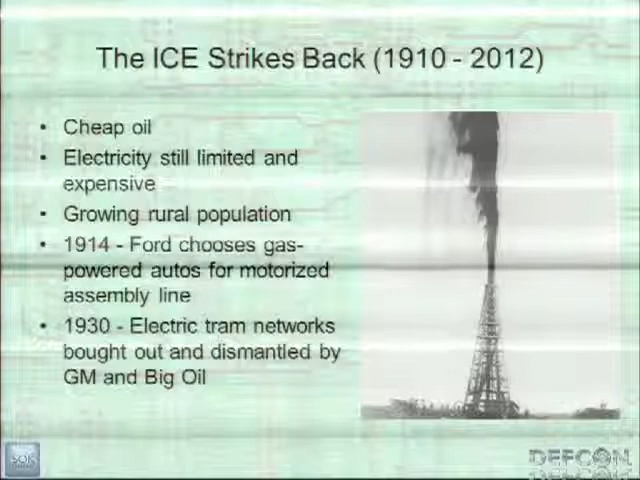 The ICE Strikes Back (1910 - 2012)
• Cheap oil
• Electricity still limited and
expensive
• Growing rural population
• 1914 - Ford chooses gas-
powered autos for motorized
assembly line
• 1930 - Electric tram networks
bought out and dismantled by
GM and Big Oil
DEFCON